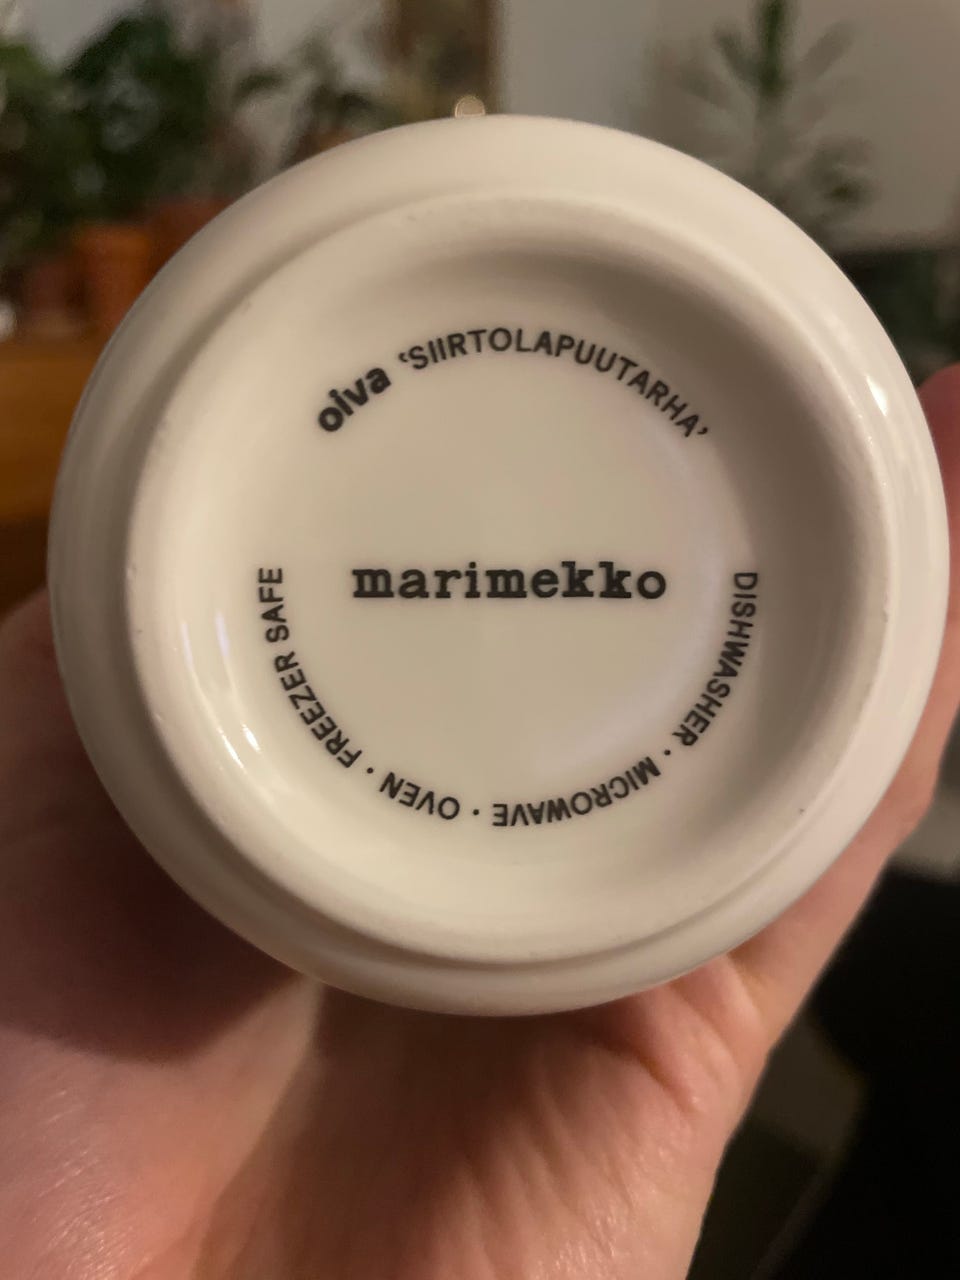 oiva ‘SIIRTOLAPUUTARHA’
marimekko
DISHWASHER · MICROWAVE · OVEN · FREEZER SAFE